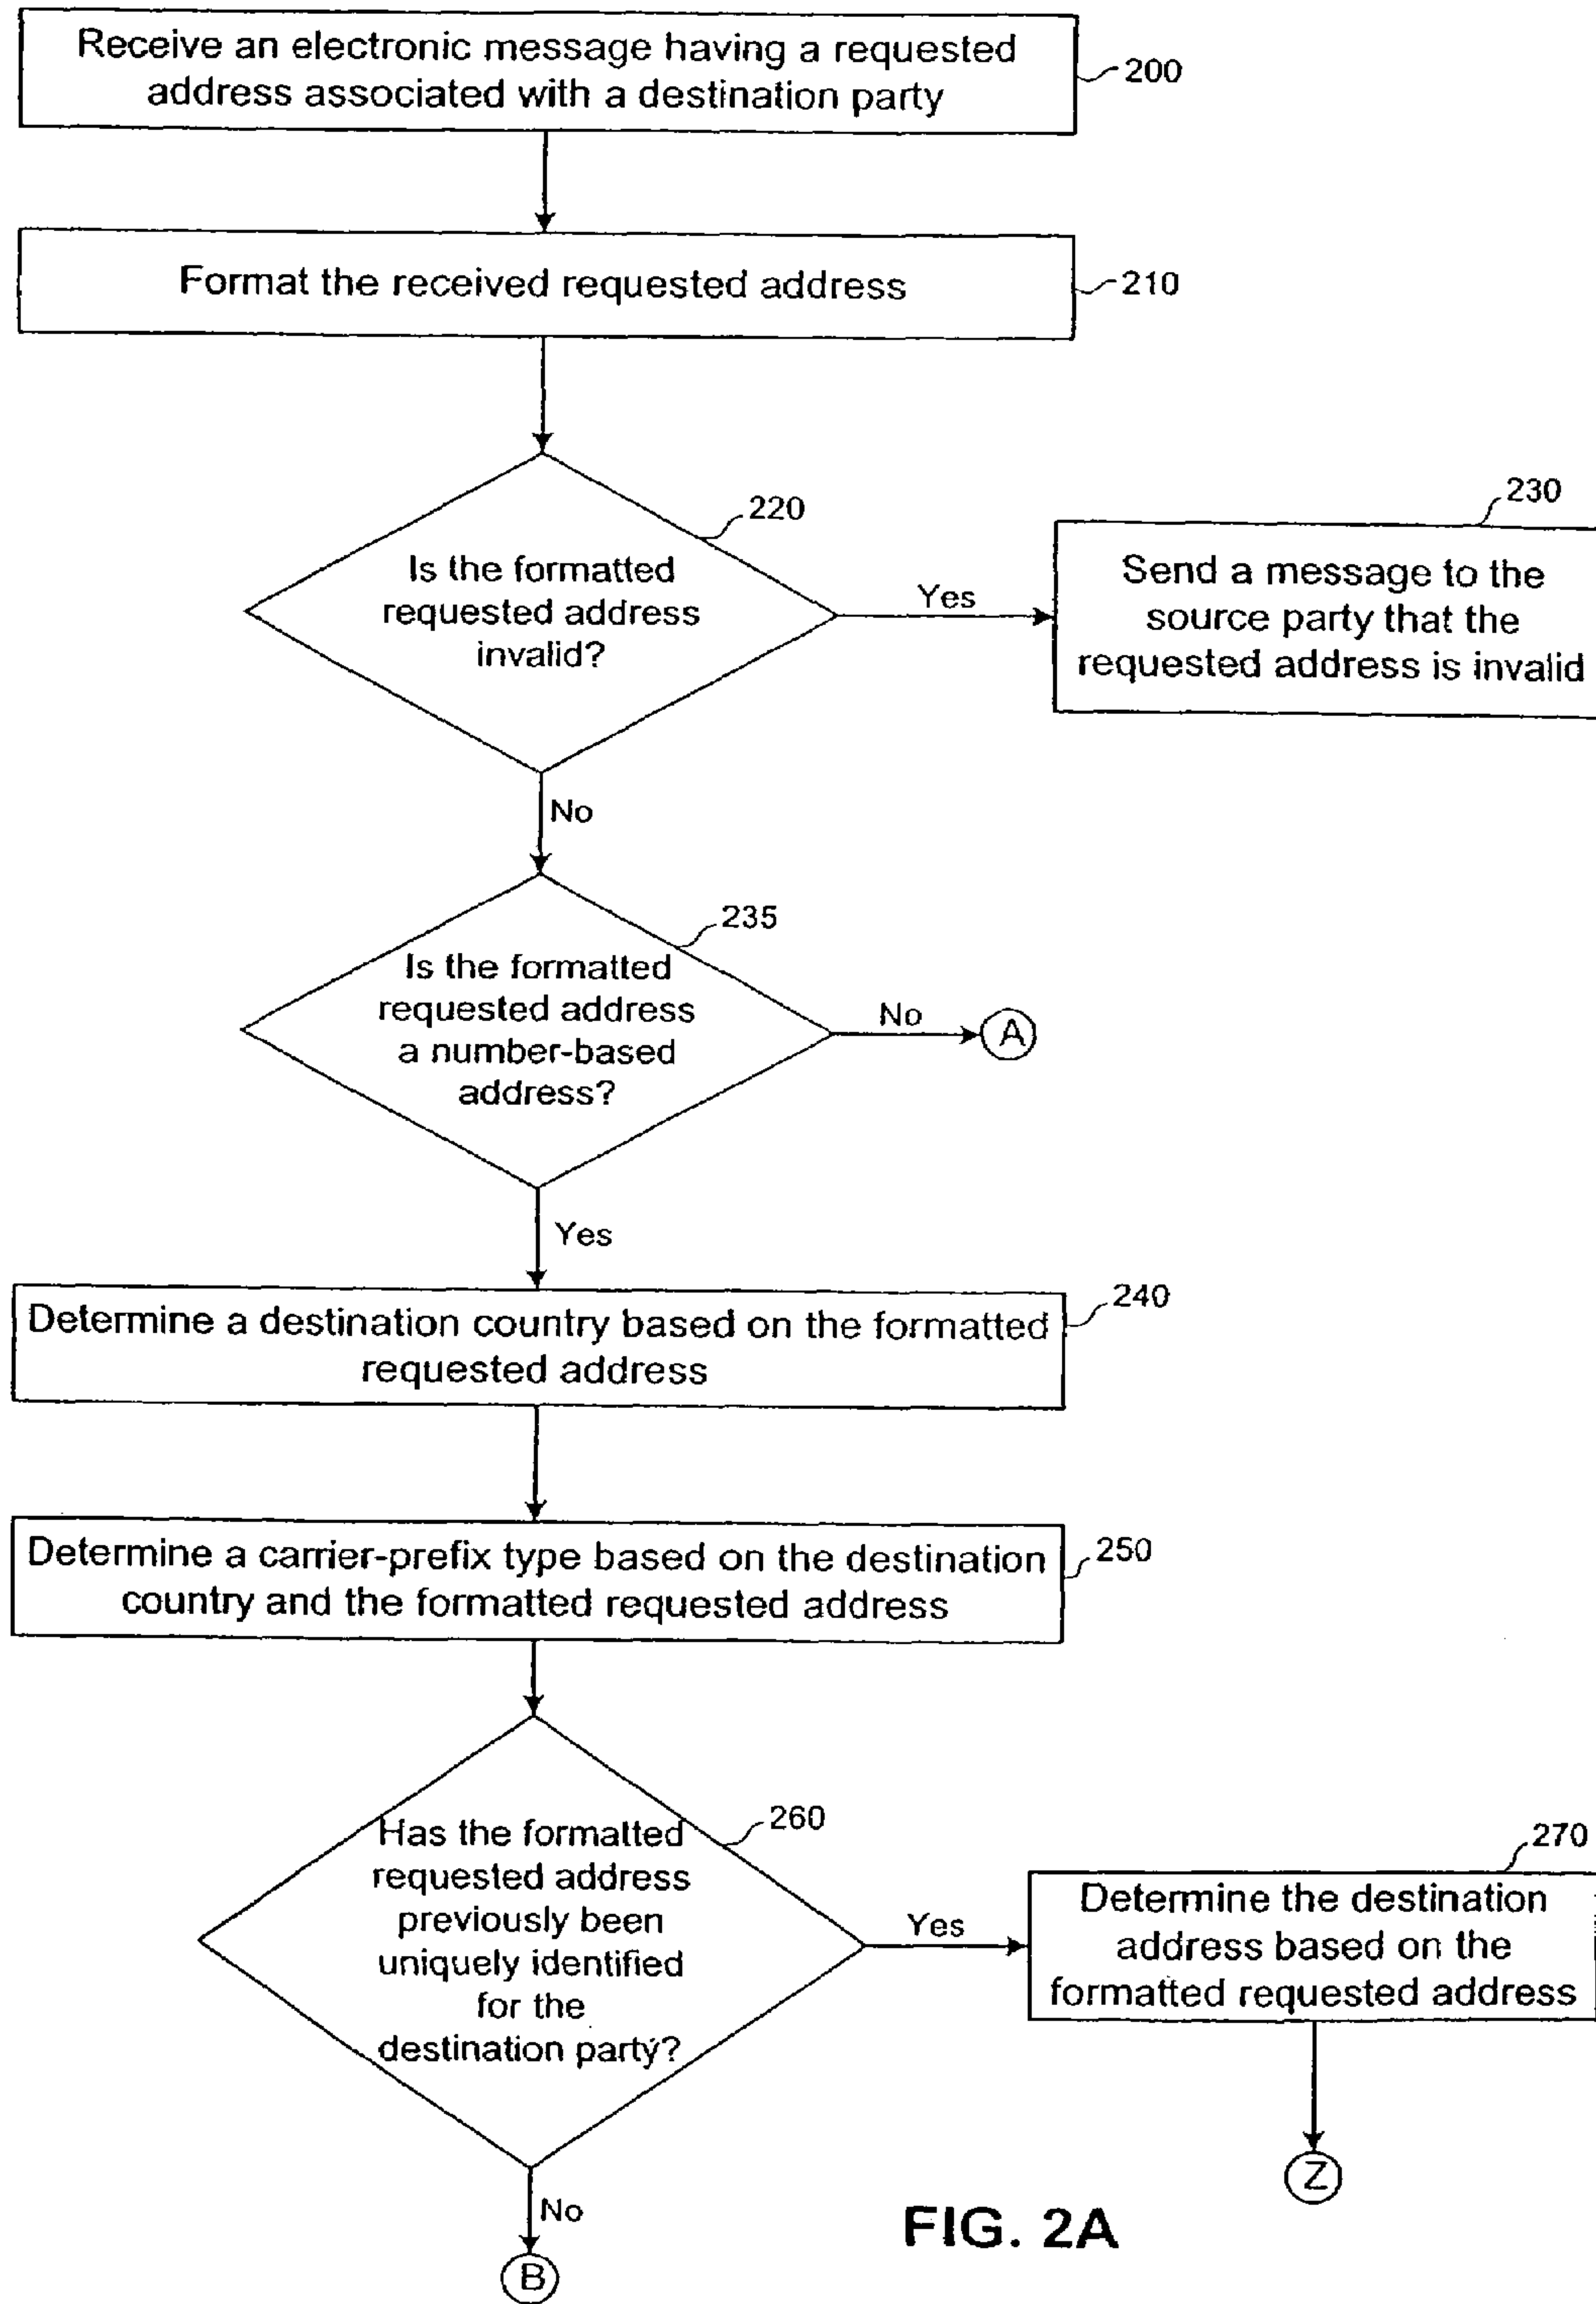 Receive an electronic message having a requested
address associated with a destination party
200
Format the received requested address
210
220
Is the formatted
requested address
invalid?
Yes
230
Send a message to the
source party that the
requested address is invalid
No
235
Is the formatted
requested address
a number-based
address?
No
A
Yes
240
Determine a destination country based on the formatted
requested address
250
Determine a carrier-prefix type based on the destination
country and the formatted requested address
260
Has the formatted
requested address
previously been
uniquely identified
for the
destination party?
Yes
270
Determine the destination
address based on the
formatted requested address
Z
No
B
FIG. 2A